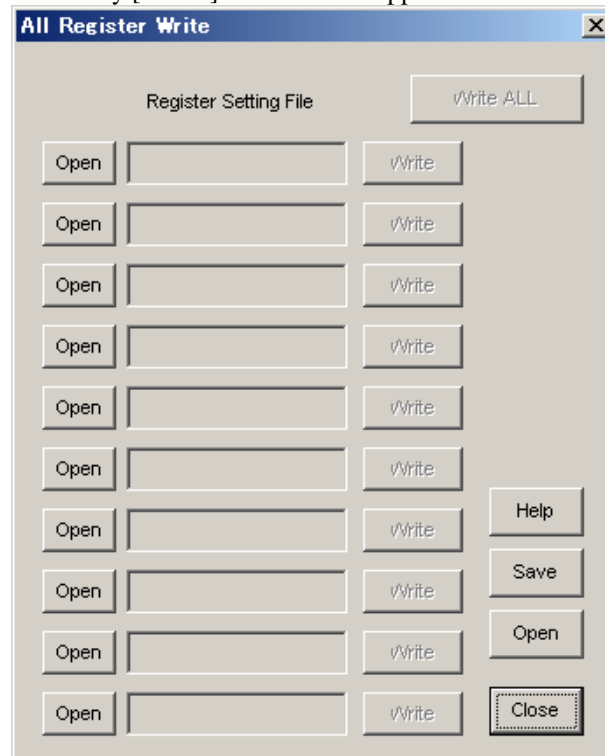 All Register Write
Register Setting File Write ALL
Open Write
Open Write
Open Write
Open Write
Open Write
Open Write
Open Write Help
Open Write Save
Open Write Open
Open Write Close